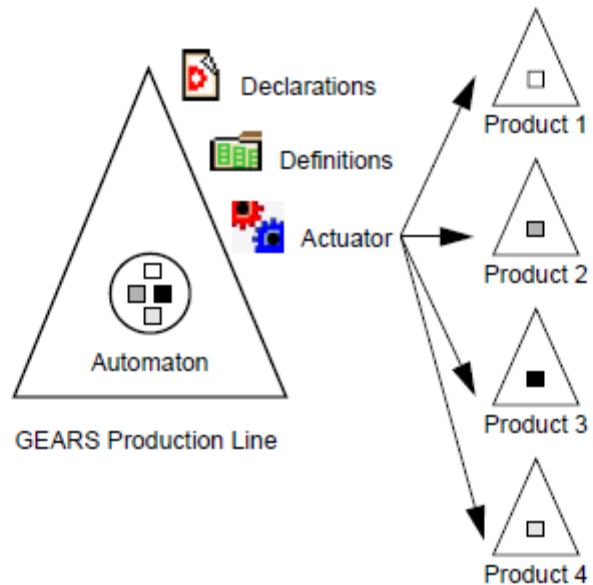 Declarations
Definitions
Actuator
Automaton
GEARS Production Line
Product 1
Product 2
Product 3
Product 4